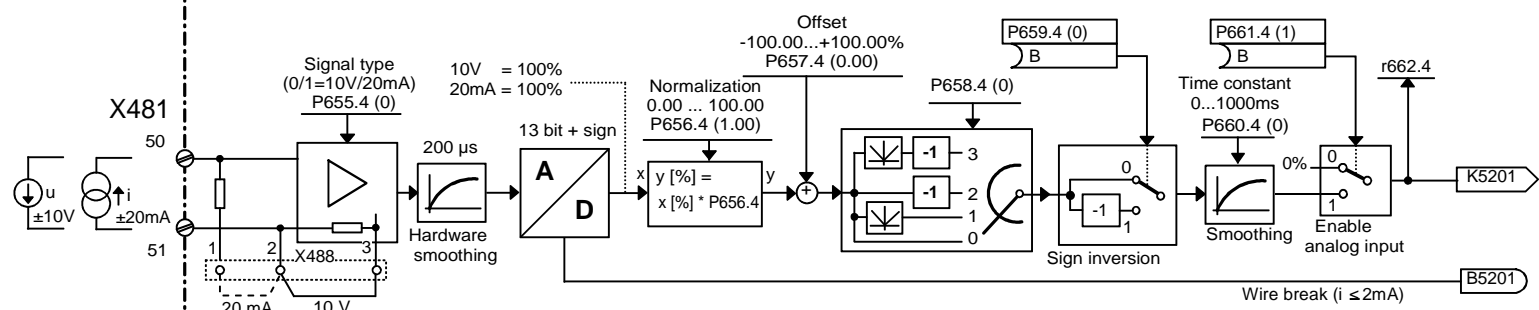 Offset
-100.00...+100.00%
P657.4 (0.00)
P659.4 (0)
B
P661.4 (1)
B
r662.4
Signal type
(0/1=10V/20mA)
P655.4 (0)
10V = 100%
20mA = 100%
Normalization
0.00 ... 100.00
P656.4 (1.00)
P658.4 (0)
Time constant
0...1000ms
P660.4 (0)
X481
50
13 bit + sign
200 µs
A
D
x
y [%] =
x [%] * P656.4
y
+
-1
3
-1
2
1
0
0
-1
1
0%
0
1
K5201
u
±10V
i
±20mA
51
1
2
3
X488
20 mA
10 V
Hardware
smoothing
Sign inversion
Smoothing
Enable
analog input
B5201
Wire break (i ≤2mA)